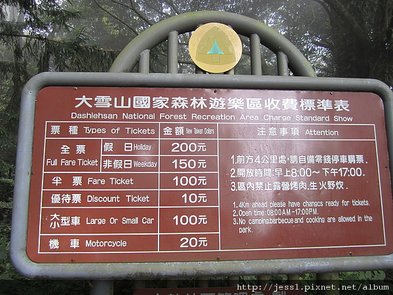 大雪山國家森林遊樂區收費標準表
Dashlehsan National Forest Recreation Area Charge Standard Show
票種 Types of Tickets 金額 New Taiwan Dollars 注意事項 Attention
全票 Full Fare Ticket 假日 Holiday 200元
非假日 Weekday 150元
半票 Fare Ticket 100元
優待票 Discount Ticket 10元
大小型車 Large Or Small Car 100元
機車 Motorcycle 20元
1.前方4公里處，請自備零錢停車購票.
2.開放時間：早上8:00～下午17:00.
3.區內禁止露營烤肉,生火野炊.
1. 4Km ahead please have changcs ready for tickets.
2.Open time:08:00AM-17:00PM.
3.No camping,barbecue and cooking are allowed in the
park.
http://jess1.pixnet.net/album